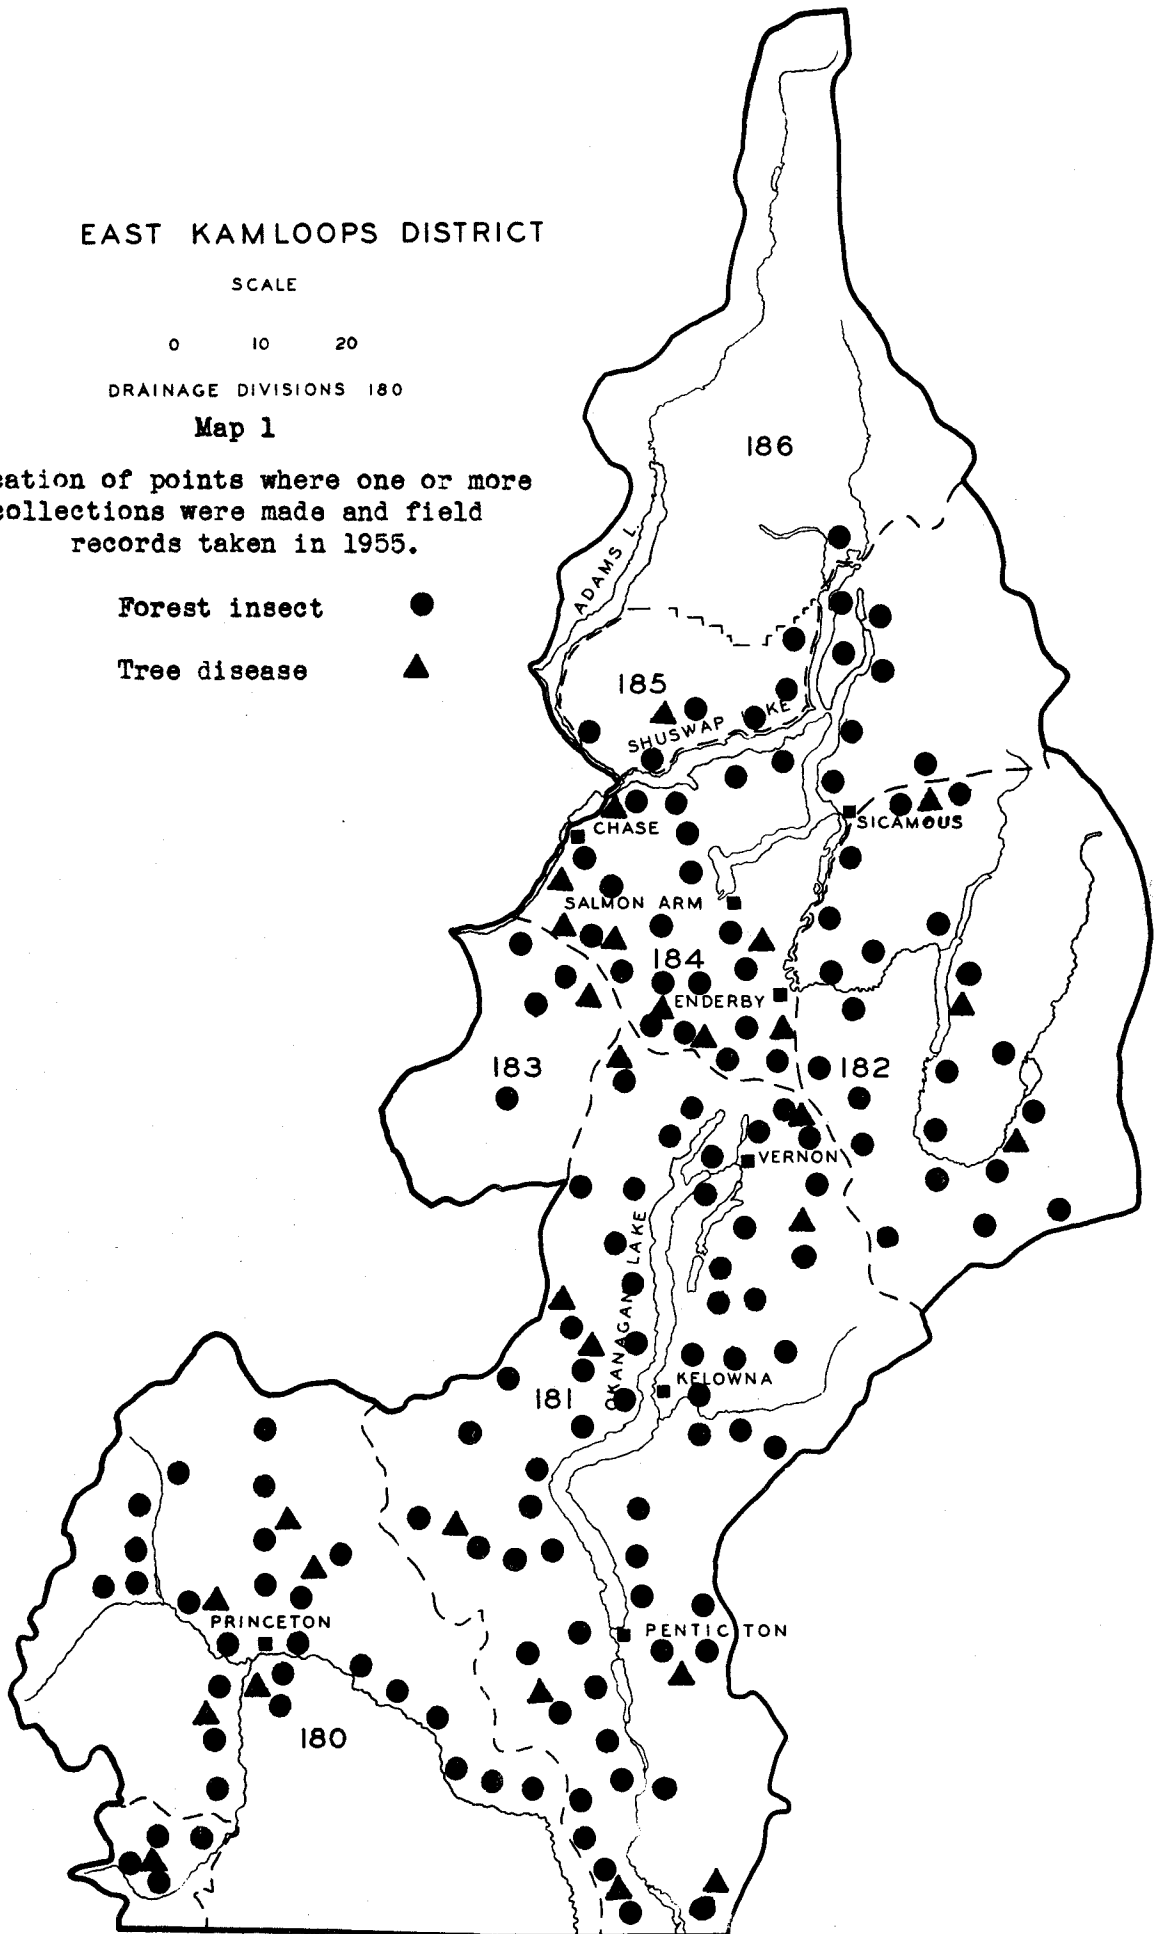 EAST KAMLOOPS DISTRICT
SCALE
0 10 20
DRAINAGE DIVISIONS 180
Map 1
cation of points where one or more
collections were made and field
records taken in 1955.
Forest insect
Tree disease
186
ADAMS L.
185
SHUSWAP LAKE
CHASE
SICAMOUS
SALMON ARM
184
ENDERBY
183
182
VERNON
OKANAGAN LAKE
KELOWNA
181
PRINCETON
PENTICTON
180